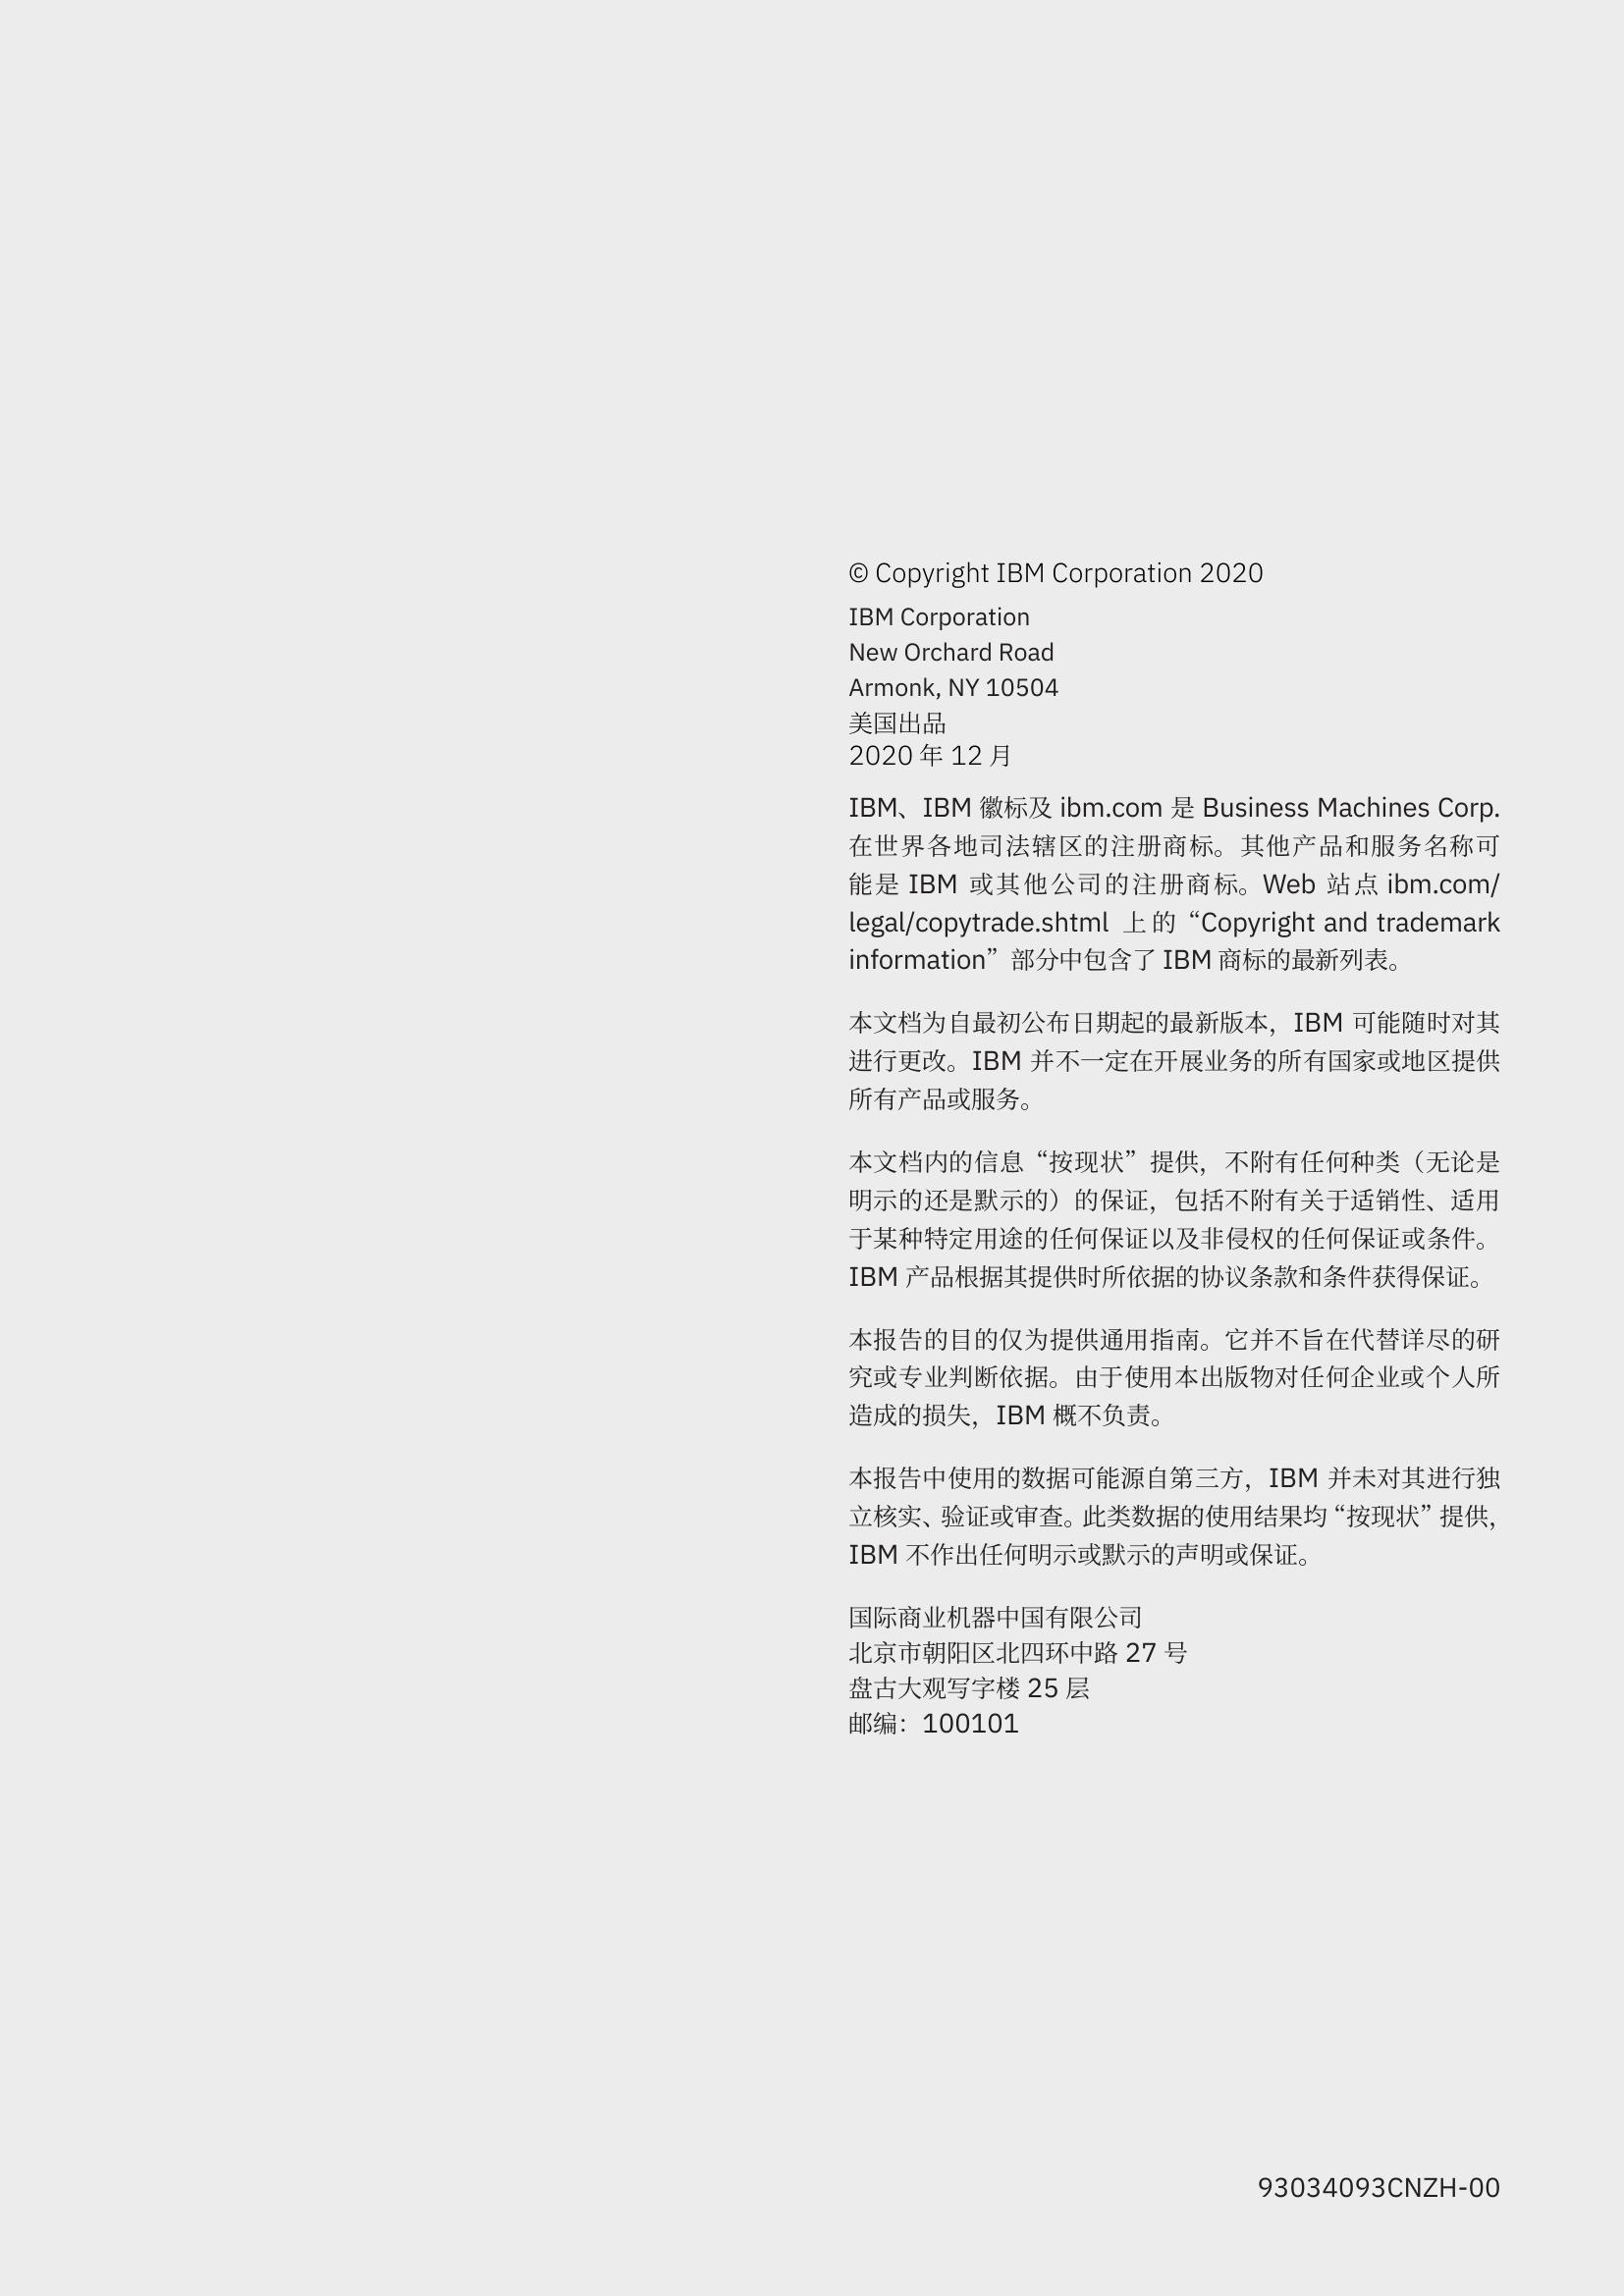 © Copyright IBM Corporation 2020
IBM Corporation
New Orchard Road
Armonk, NY 10504
美国出品
2020 年 12 月
IBM、IBM 徽标及 ibm.com 是 Business Machines Corp.
在世界各地司法辖区的注册商标。其他产品和服务名称可
能是 IBM 或其他公司的注册商标。Web 站点 ibm.com/
legal/copytrade.shtml 上的 “Copyright and trademark
information” 部分中包含了 IBM 商标的最新列表。
本文档为自最初公布日期起的最新版本，IBM 可能随时对其
进行更改。IBM 并不一定在开展业务的所有国家或地区提供
所有产品或服务。
本文档内的信息 “按现状” 提供，不附有任何种类（无论是
明示的还是默示的）的保证，包括不附有关于适销性、适用
于某种特定用途的任何保证以及非侵权的任何保证或条件。
IBM 产品根据其提供时所依据的协议条款和条件获得保证。
本报告的目的仅为提供通用指南。它并不旨在代替详尽的研
究或专业判断依据。由于使用本出版物对任何企业或个人所
造成的损失，IBM 概不负责。
本报告中使用的数据可能源自第三方，IBM 并未对其进行独
立核实、验证或审查。此类数据的使用结果均 “按现状” 提供，
IBM 不作出任何明示或默示的声明或保证。
国际商业机器中国有限公司
北京市朝阳区北四环中路 27 号
盘古大观写字楼 25 层
邮编：100101
93034093CNZH-00